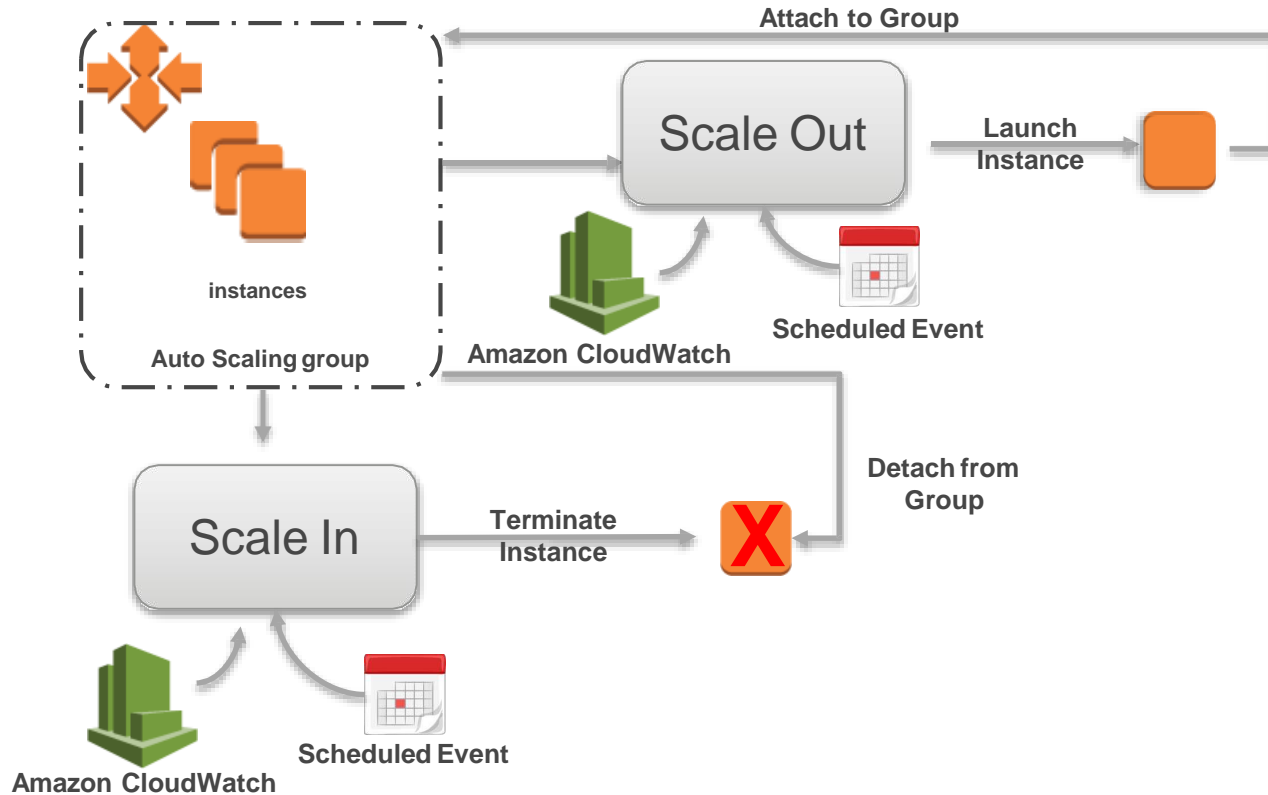 Attach to Group
Scale Out
Launch
Instance
instances
Auto Scaling group
Amazon CloudWatch
Scheduled Event
Scale In
Terminate
Instance
X
Detach from
Group
Amazon CloudWatch
Scheduled Event